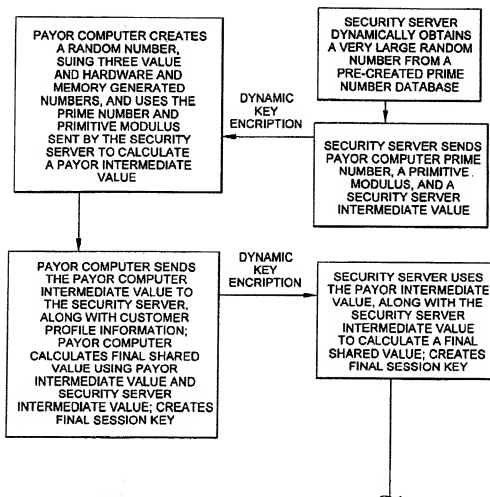 SECURITY SERVER
DYNAMICALLY OBTAINS
A VERY LARGE RANDOM
NUMBER FROM A
PRE-CREATED PRIME
NUMBER DATABASE
SECURITY SERVER SENDS
PAYOR COMPUTER PRIME
NUMBER, A PRIMITIVE
MODULUS, AND A
SECURITY SERVER
INTERMEDIATE VALUE
DYNAMIC
KEY
ENCRIPTION
PAYOR COMPUTER CREATES
A RANDOM NUMBER,
SUING THREE VALUE
AND HARDWARE AND
MEMORY GENERATED
NUMBERS, AND USES THE
PRIME NUMBER AND
PRIMITIVE MODULUS
SENT BY THE SECURITY
SERVER TO CALCULATE
A PAYOR INTERMEDIATE
VALUE
PAYOR COMPUTER SENDS
THE PAYOR COMPUTER
INTERMEDIATE VALUE TO
THE SECURITY SERVER,
ALONG WITH CUSTOMER
PROFILE INFORMATION;
PAYOR COMPUTER
CALCULATES FINAL SHARED
VALUE USING PAYOR
INTERMEDIATE VALUE AND
SECURITY SERVER
INTERMEDIATE VALUE; CREATES
FINAL SESSION KEY
DYNAMIC
KEY
ENCRIPTION
SECURITY SERVER USES
THE PAYOR INTERMEDIATE
VALUE, ALONG WITH THE
SECURITY SERVER
INTERMEDIATE VALUE
TO CALCULATE A FINAL
SHARED VALUE; CREATES
FINAL SESSION KEY